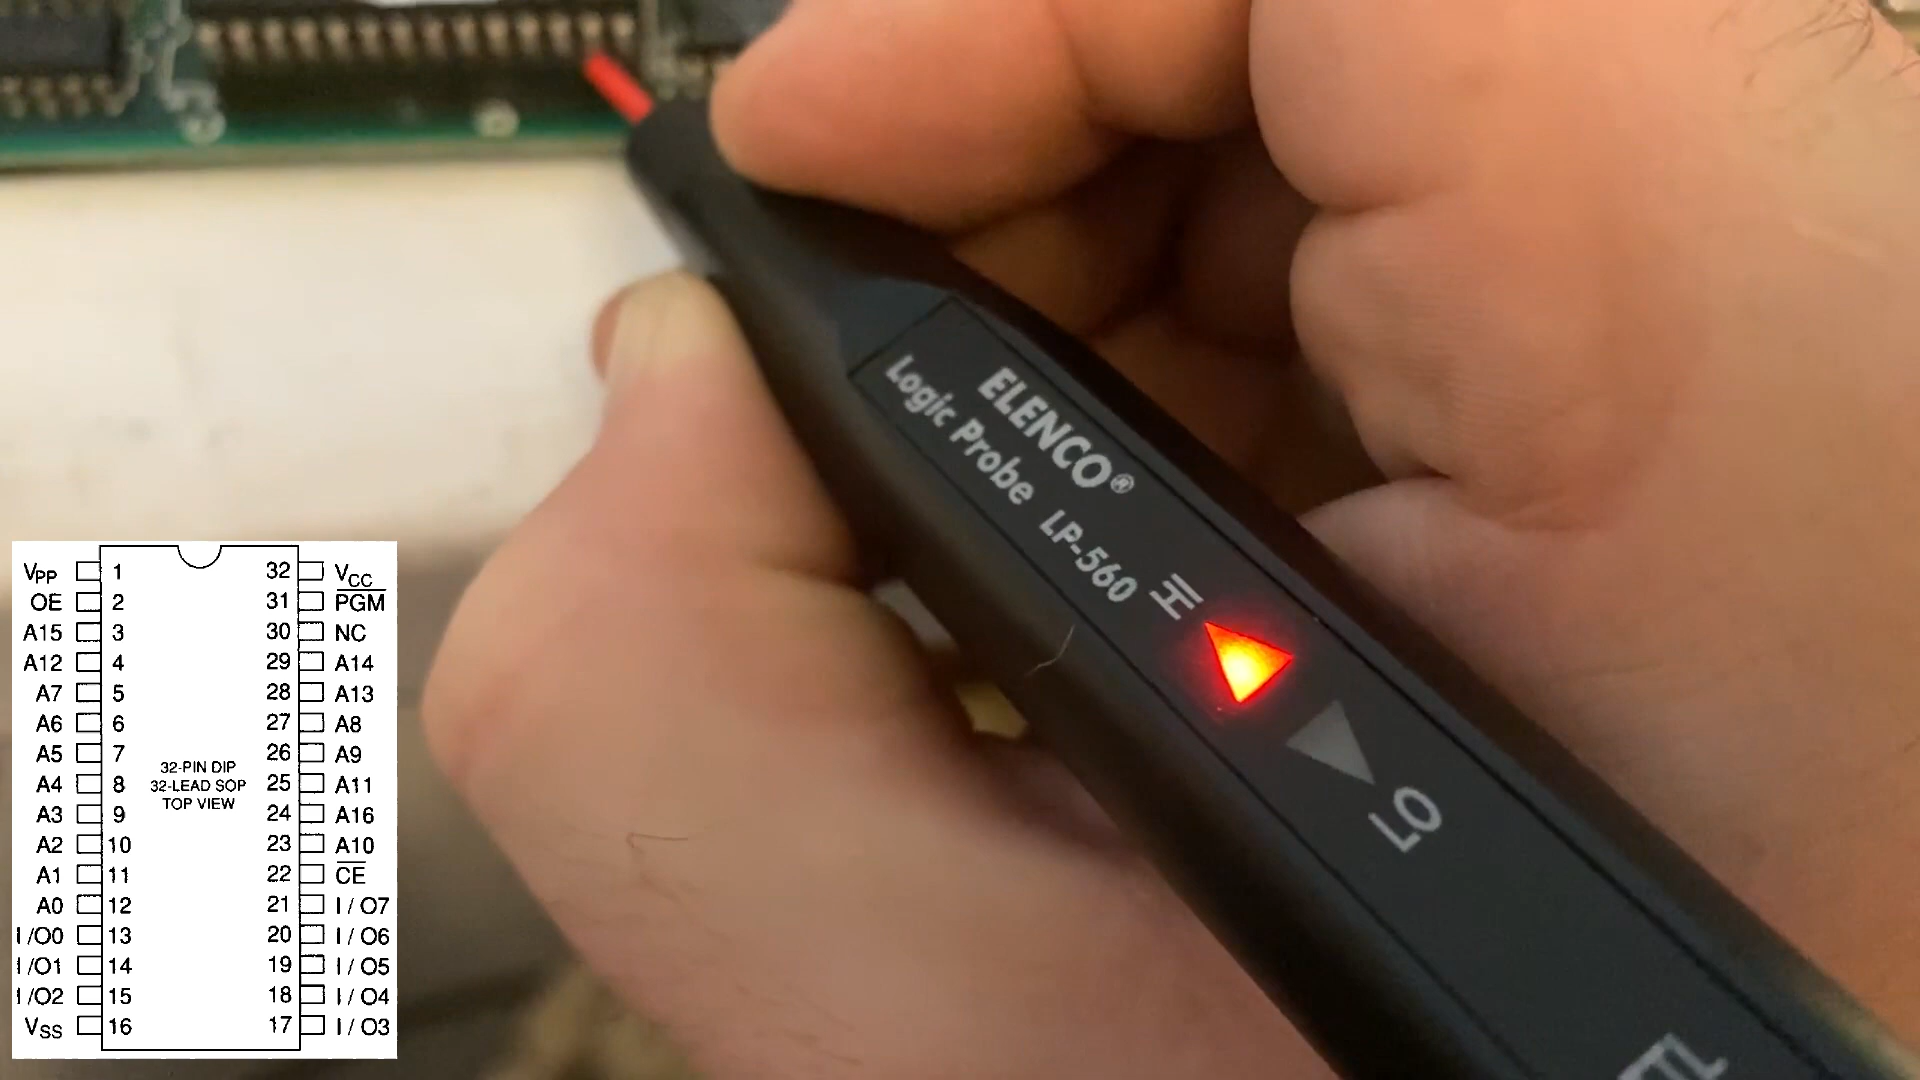 ELENCO®
Logic Probe LP-560
HI
LO
VPP 1 32 VCC
OE 2 31 PGM
A15 3 30 NC
A12 4 29 A14
A7 5 28 A13
A6 6 27 A8
A5 7 26 A9
A4 8 25 A11
A3 9 24 A16
A2 10 23 A10
A1 11 22 CE
A0 12 21 I/O7
I/O0 13 20 I/O6
I/O1 14 19 I/O5
I/O2 15 18 I/O4
VSS 16 17 I/O3
32-PIN DIP
32-LEAD SOP
TOP VIEW